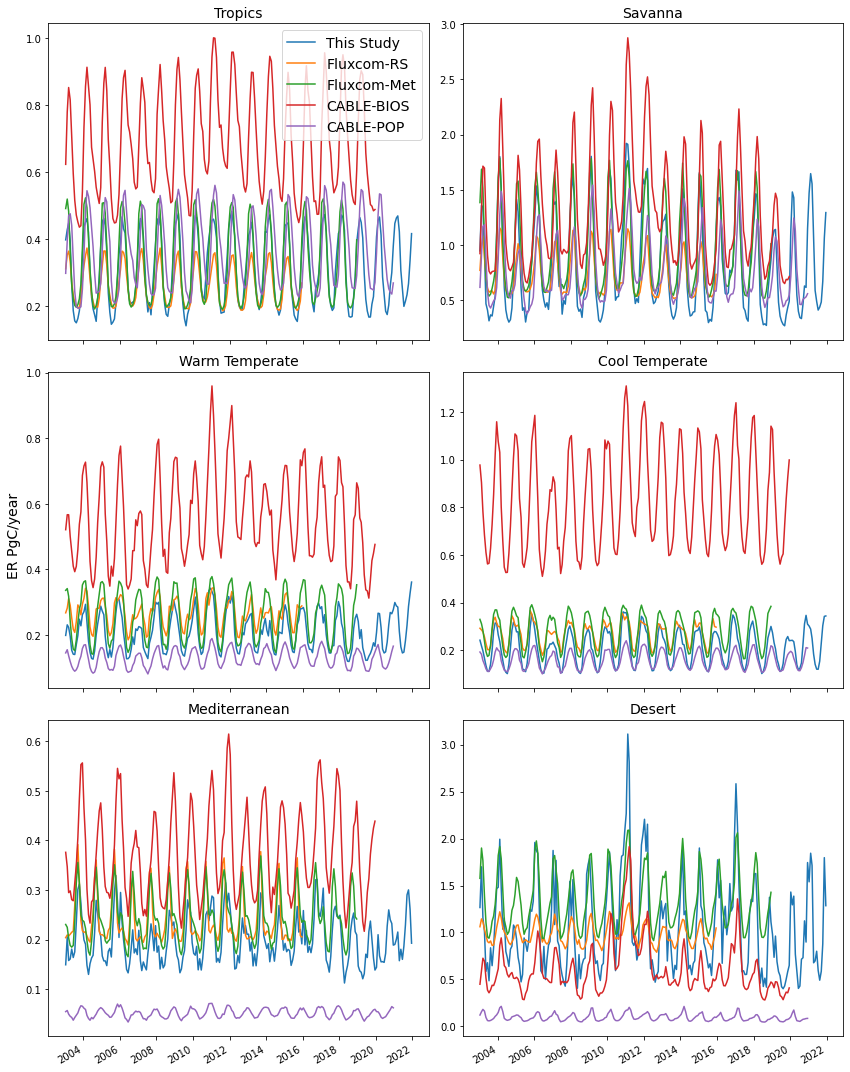 Tropics
1.0
0.8
0.6
0.4
0.2
This Study
Fluxcom-RS
Fluxcom-Met
CABLE-BIOS
CABLE-POP
Savanna
3.0
2.5
2.0
1.5
1.0
0.5
Warm Temperate
1.0
0.8
0.6
0.4
0.2
ER PgC/year
Cool Temperate
1.2
1.0
0.8
0.6
0.4
0.2
Mediterranean
0.6
0.5
0.4
0.3
0.2
0.1
2004 2006 2008 2010 2012 2014 2016 2018 2020 2022
Desert
3.0
2.5
2.0
1.5
1.0
0.5
0.0
2004 2006 2008 2010 2012 2014 2016 2018 2020 2022